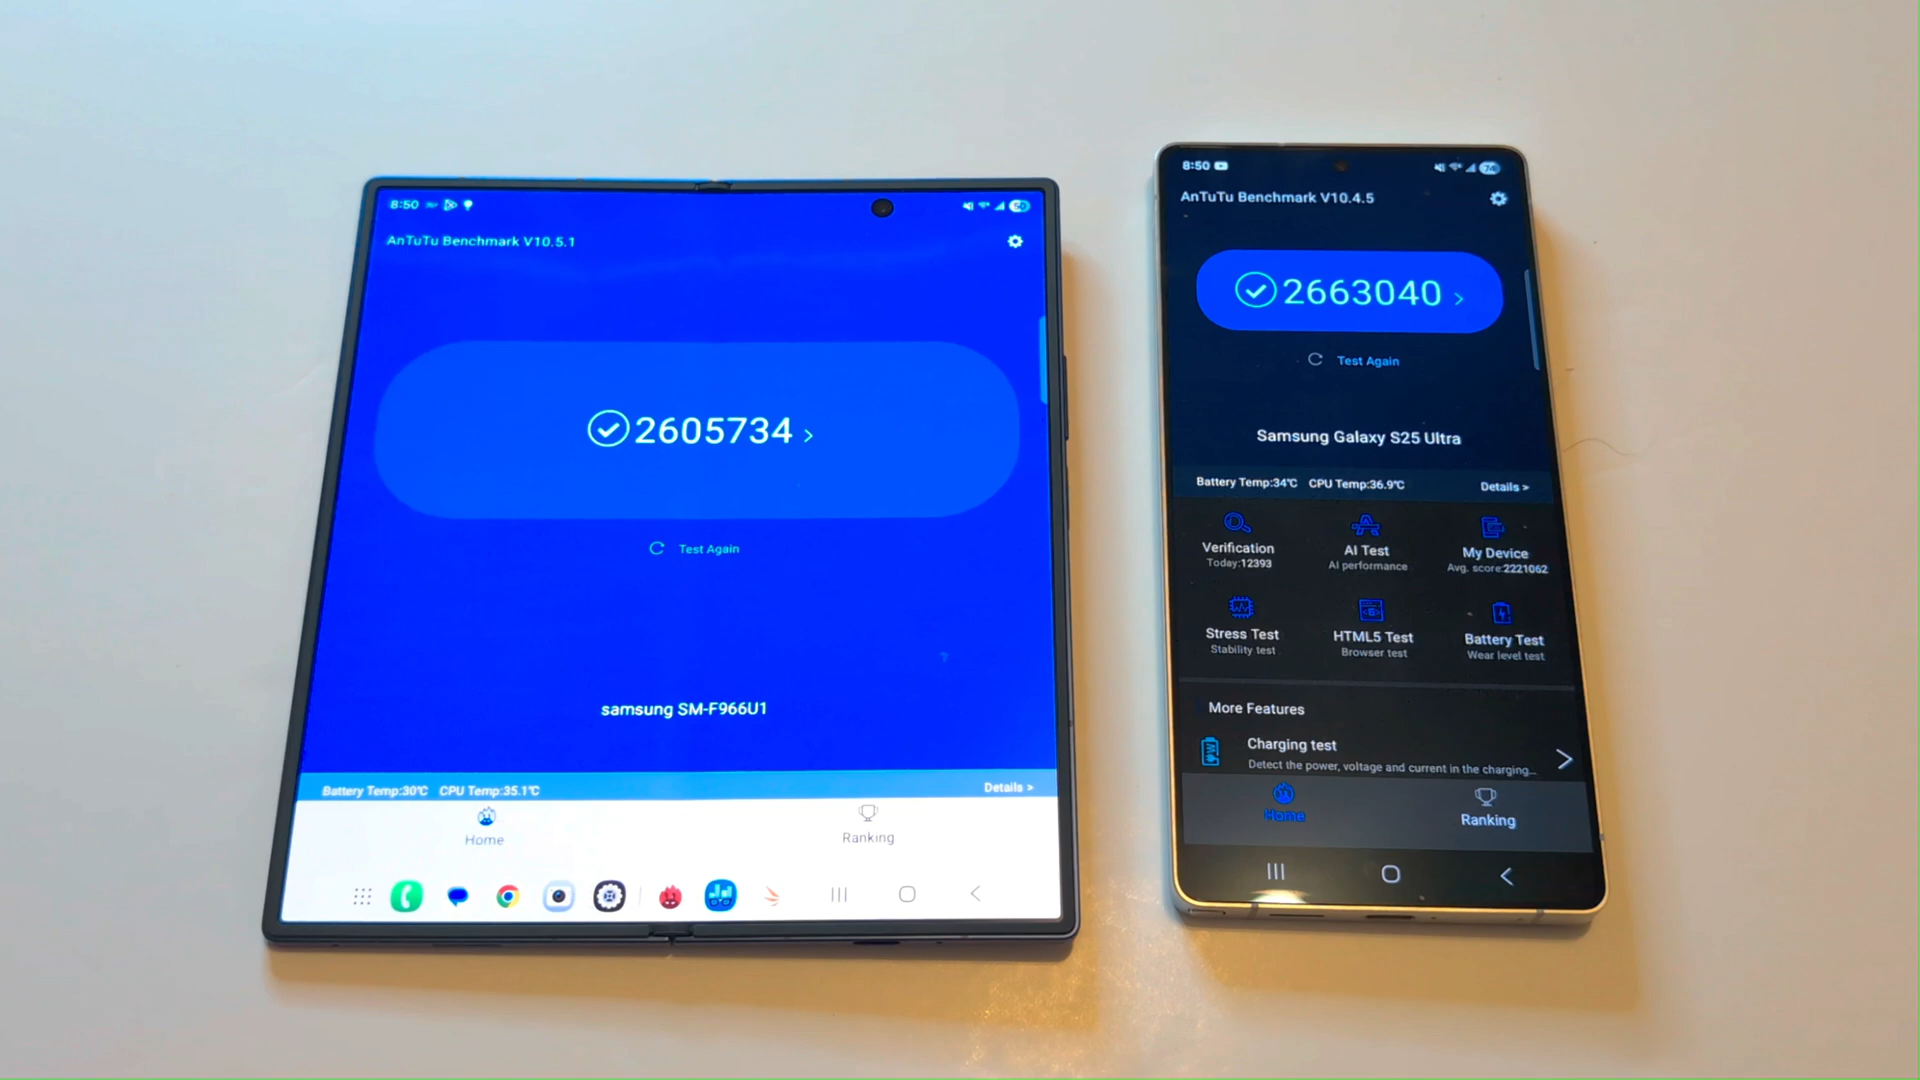 8:50
50
AnTuTu Benchmark V10.5.1
2605734 >
Test Again
samsung SM-F966U1
Battery Temp:30℃ CPU Temp:35.1℃
Details >
Home
Ranking
8:50
74
AnTuTu Benchmark V10.4.5
2663040 >
Test Again
Samsung Galaxy S25 Ultra
Battery Temp:34℃ CPU Temp:36.9℃
Details >
Verification
Today:12393
AI Test
AI performance
My Device
Avg. score:2221062
Stress Test
Stability test
HTML5 Test
Browser test
Battery Test
Wear level test
More Features
Charging test
Detect the power, voltage and current in the charging...
Home
Ranking